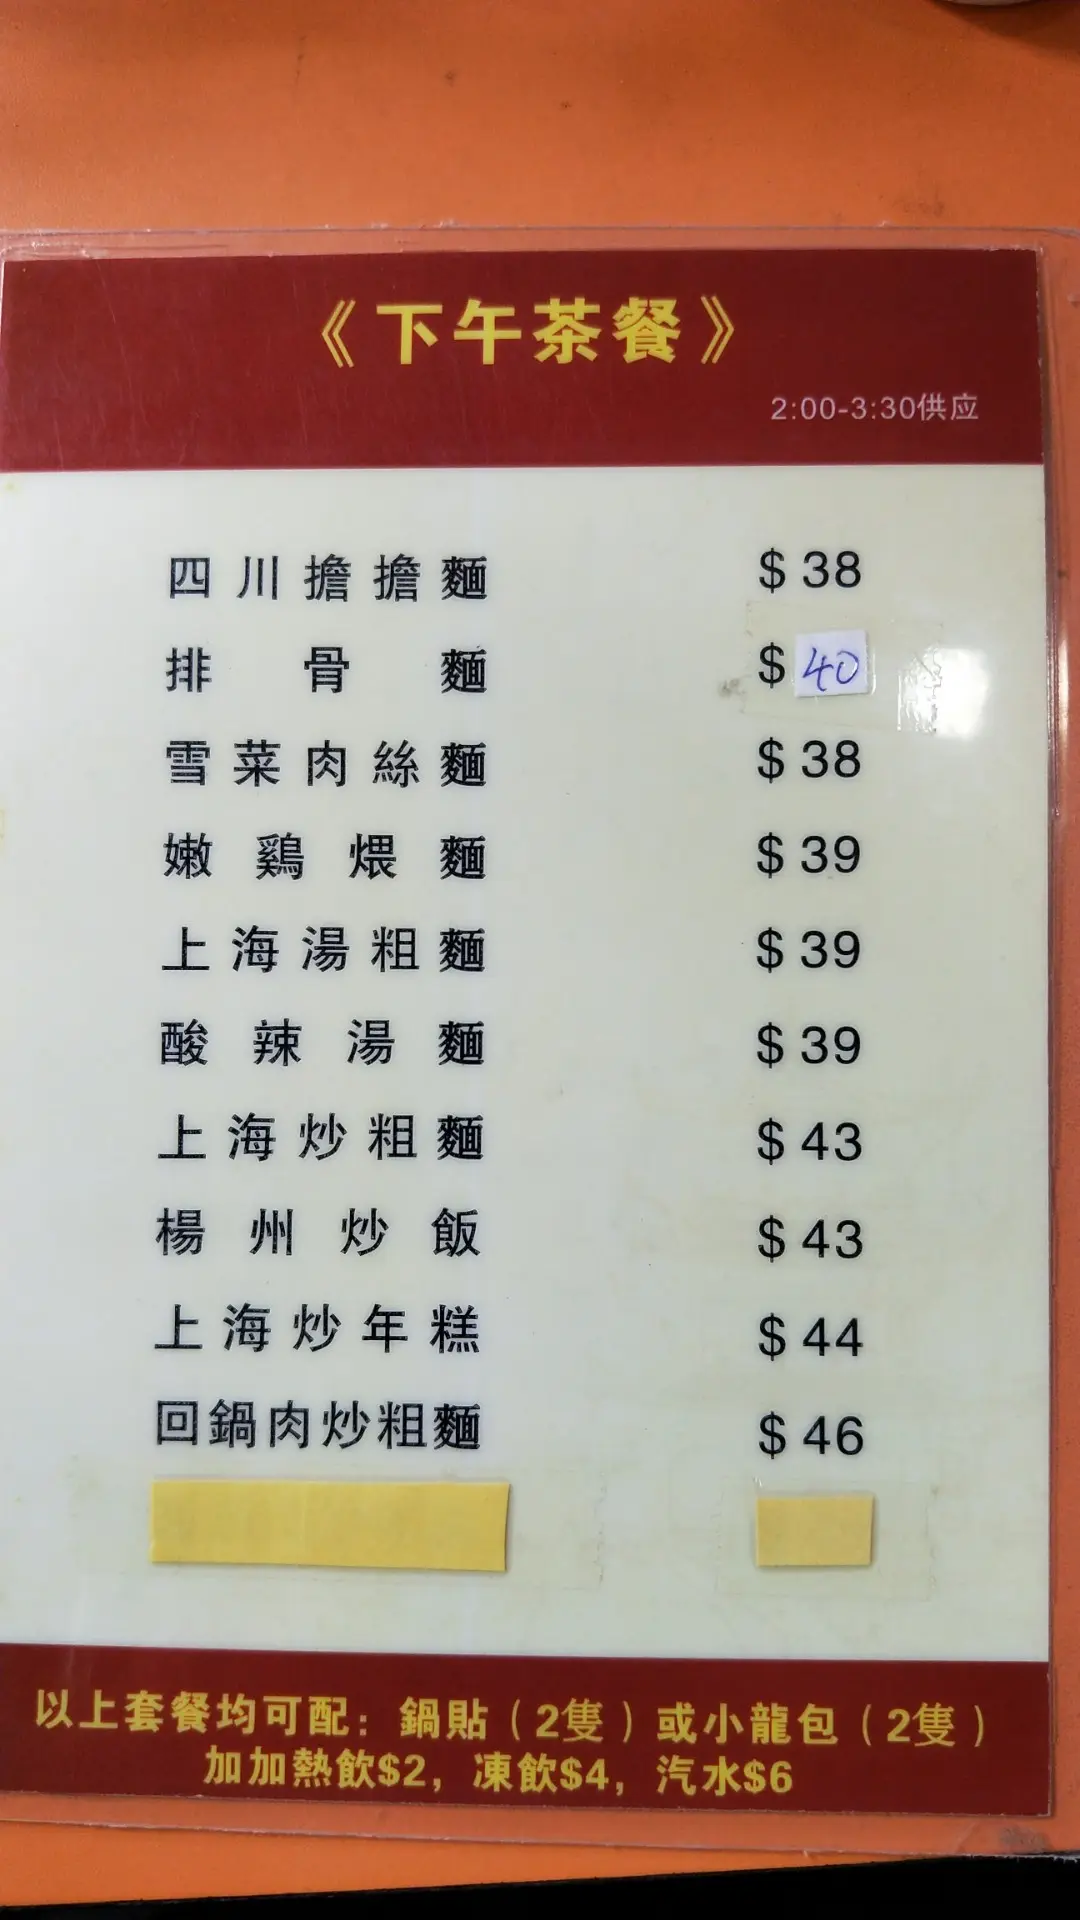 《下午茶餐》
2:00-3:30供应
四川擔擔麵 $38
排骨麵 $40
雪菜肉絲麵 $38
嫩鷄煨麵 $39
上海湯粗麵 $39
酸辣湯麵 $39
上海炒粗麵 $43
楊州炒飯 $43
上海炒年糕 $44
回鍋肉炒粗麵 $46
以上套餐均可配：鍋貼（2隻）或小龍包（2隻）
加加熱飲$2，凍飲$4，汽水$6